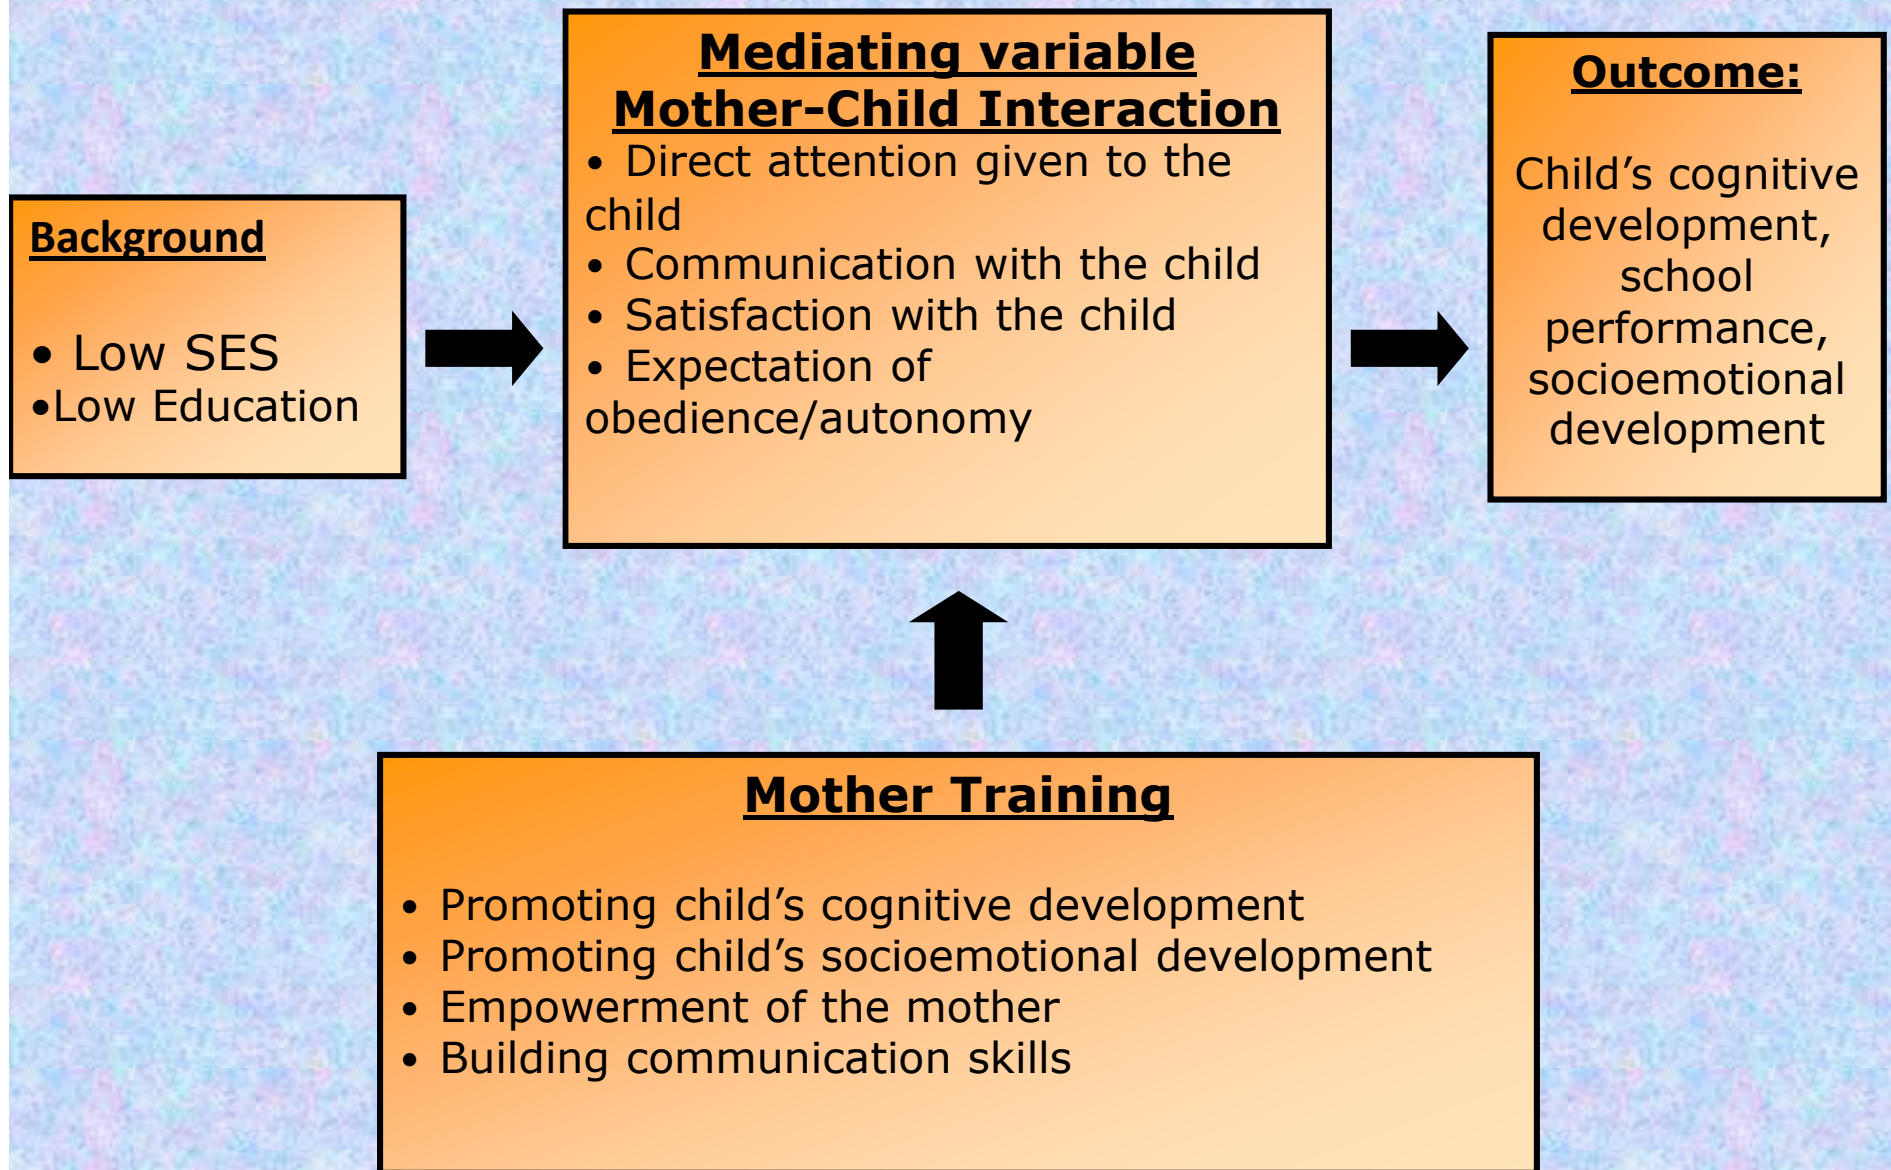 Background
• Low SES
•Low Education
Mediating variable
Mother-Child Interaction
• Direct attention given to the
child
• Communication with the child
• Satisfaction with the child
• Expectation of
obedience/autonomy
Outcome:
Child’s cognitive
development,
school
performance,
socioemotional
development
Mother Training
• Promoting child’s cognitive development
• Promoting child’s socioemotional development
• Empowerment of the mother
• Building communication skills